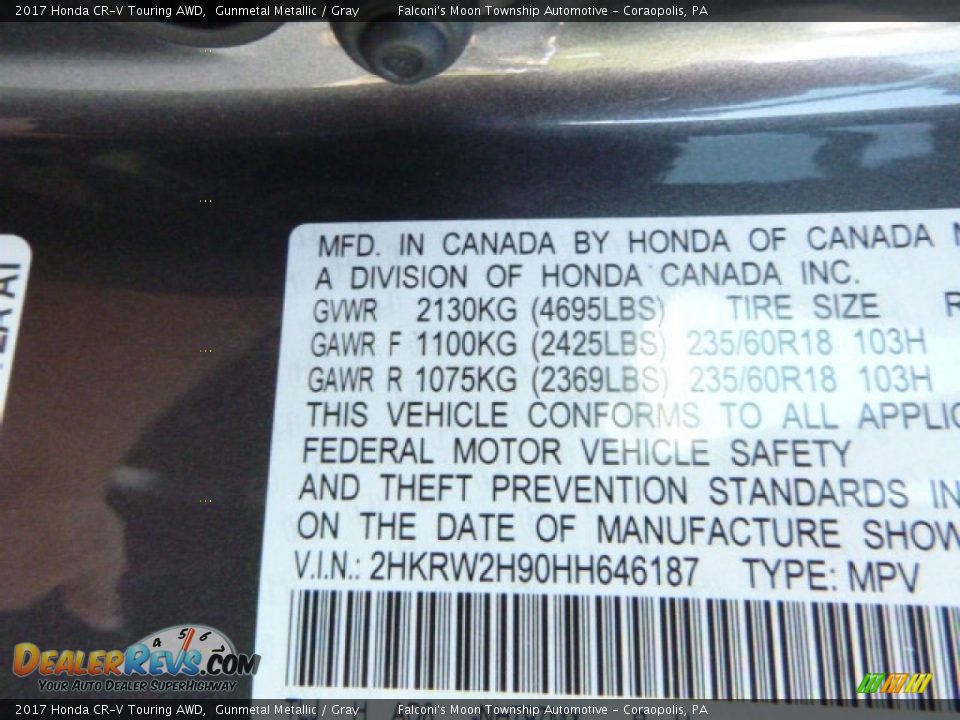 2017 Honda CR-V Touring AWD, Gunmetal Metallic / Gray Falconi's Moon Township Automotive - Coraopolis, PA
MFD. IN CANADA BY HONDA OF CANADA
A DIVISION OF HONDA CANADA INC.
GVWR 2130KG (4695LBS) TIRE SIZE R
GAWR F 1100KG (2425LBS) 235/60R18 103H
GAWR R 1075KG (2369LBS) 235/60R18 103H
THIS VEHICLE CONFORMS TO ALL APPLIC
FEDERAL MOTOR VEHICLE SAFETY
AND THEFT PREVENTION STANDARDS IN
ON THE DATE OF MANUFACTURE SHOW
V.I.N.: 2HKRW2H90HH646187 TYPE: MPV
4 5 6
DEALERREVS.COM
YOUR AUTO DEALER SUPERHIGHWAY
2017 Honda CR-V Touring AWD, Gunmetal Metallic / Gray Falconi's Moon Township Automotive - Coraopolis, PA